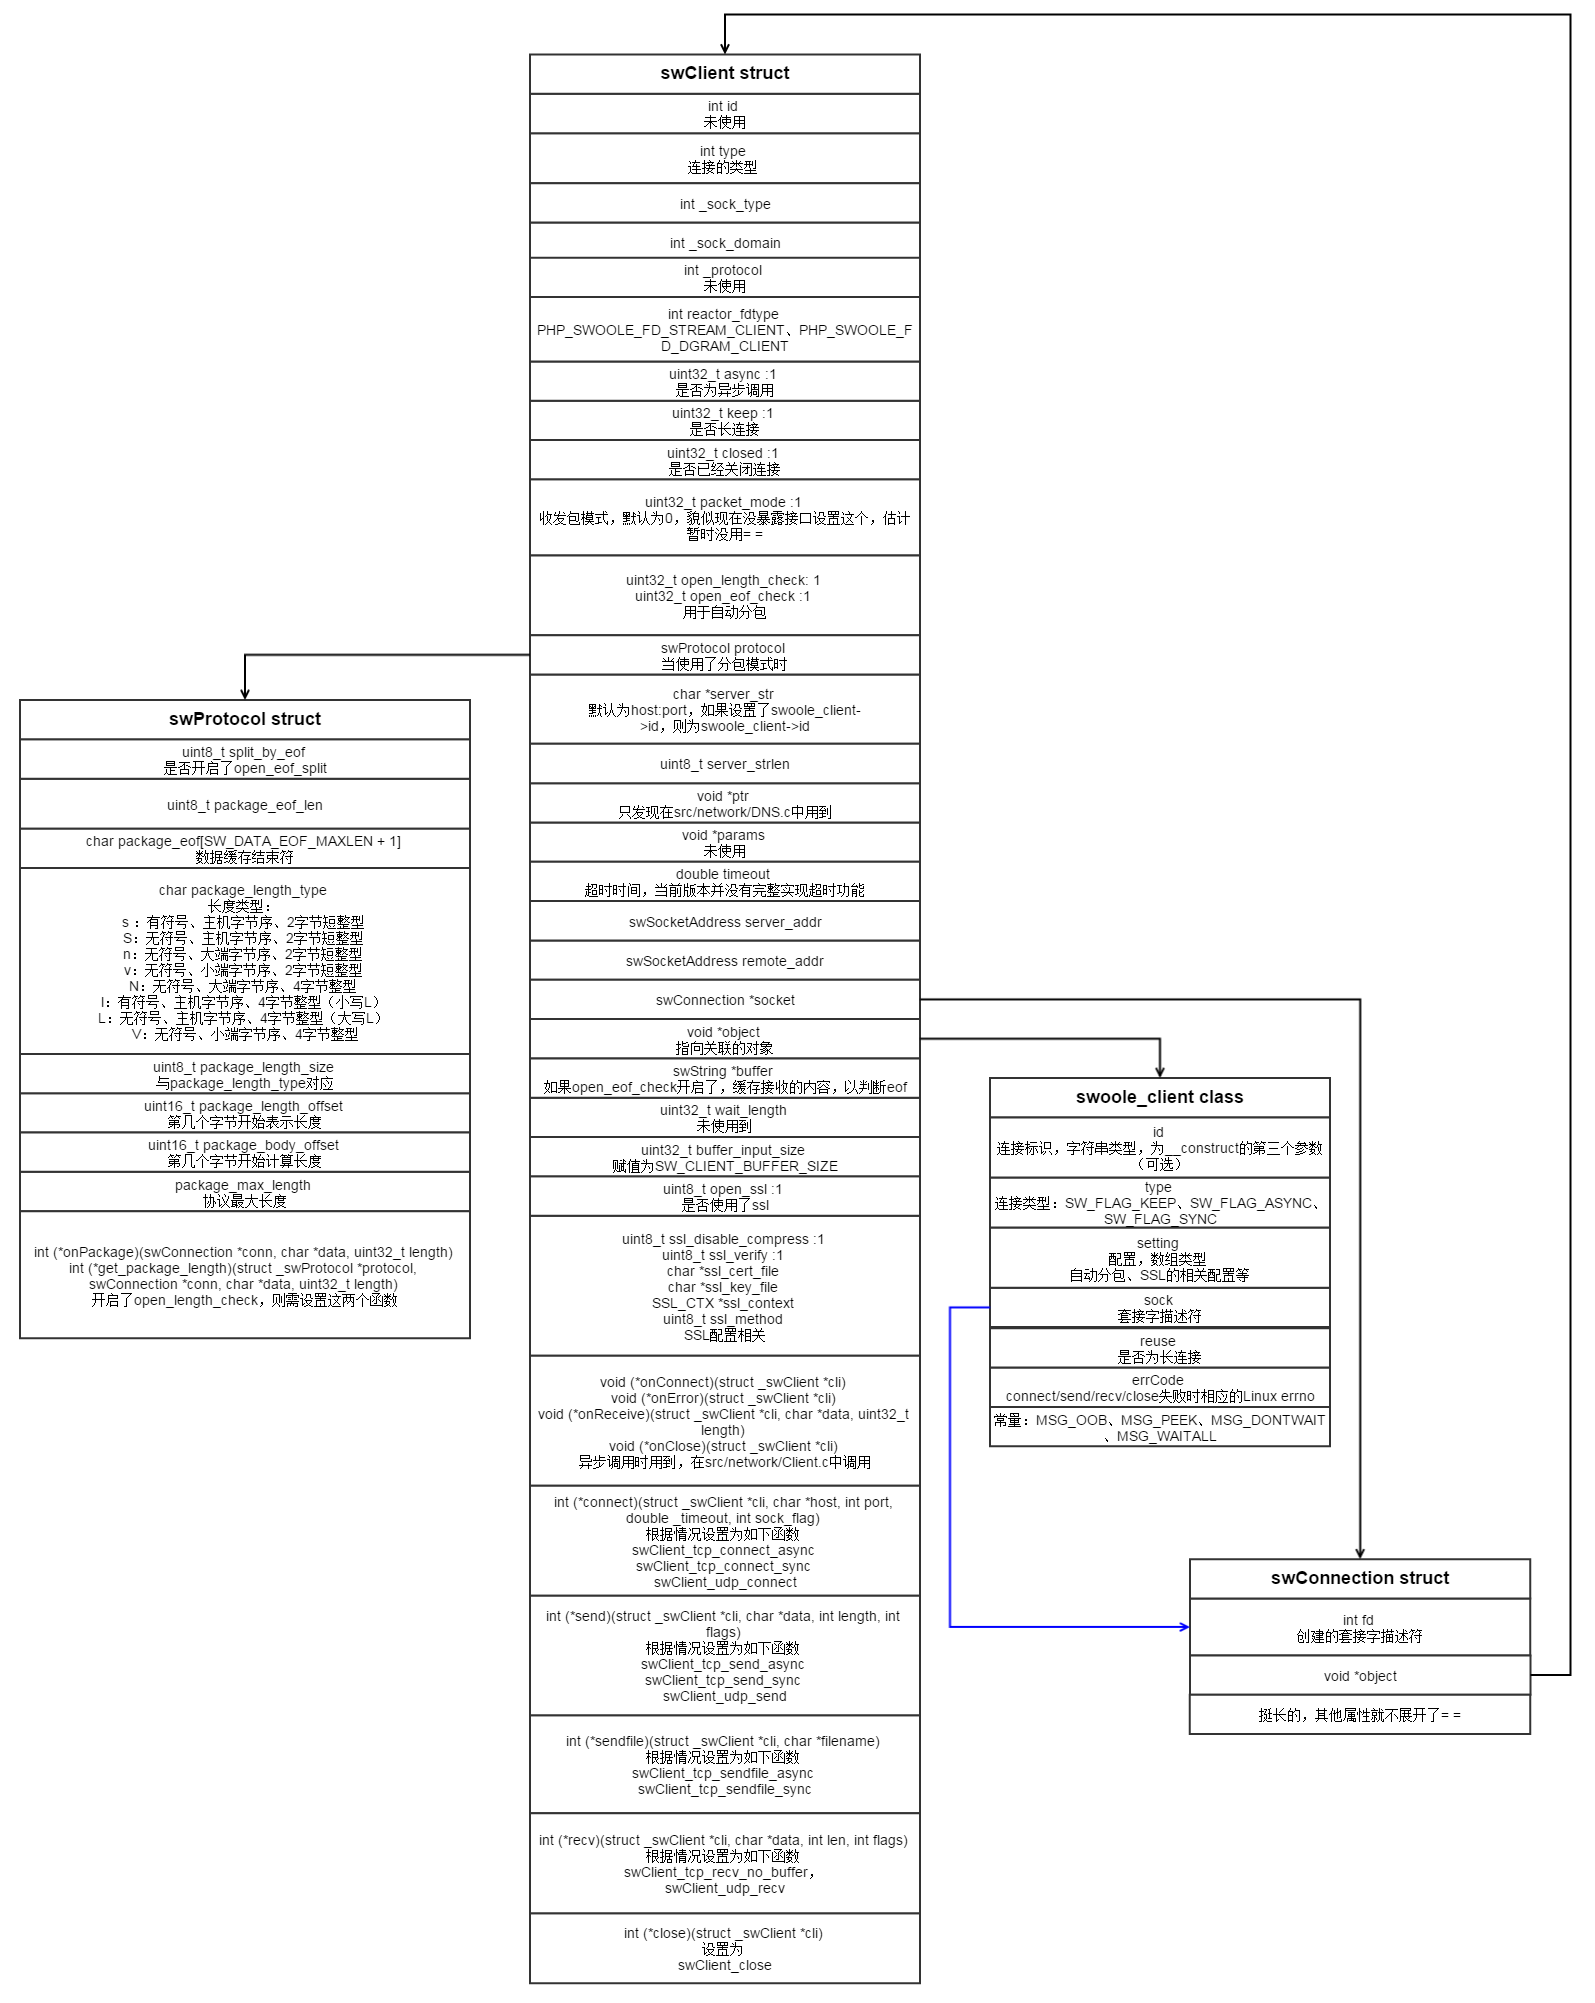 swClient struct
int id
未使用
int type
连接的类型
int _sock_type
int _sock_domain
int _protocol
未使用
int reactor_fdtype
PHP_SWOOLE_FD_STREAM_CLIENT、PHP_SWOOLE_F
D_DGRAM_CLIENT
uint32_t async :1
是否为异步调用
uint32_t keep :1
是否长连接
uint32_t closed :1
是否已经关闭连接
uint32_t packet_mode :1
收发包模式，默认为0，貌似现在没暴露接口设置这个，估计
暂时没用= =
uint32_t open_length_check: 1
uint32_t open_eof_check :1
用于自动分包
swProtocol protocol
当使用了分包模式时
char *server_str
默认为host:port，如果设置了swoole_client-
>id，则为swoole_client->id
uint8_t server_strlen
void *ptr
只发现在src/network/DNS.c中用到
void *params
未使用
double timeout
超时时间，当前版本并没有完整实现超时功能
swSocketAddress server_addr
swSocketAddress remote_addr
swConnection *socket
void *object
指向关联的对象
swString *buffer
如果open_eof_check开启了，缓存接收的内容，以判断eof
uint32_t wait_length
未使用到
uint32_t buffer_input_size
赋值为SW_CLIENT_BUFFER_SIZE
uint8_t open_ssl :1
是否使用了ssl
uint8_t ssl_disable_compress :1
uint8_t ssl_verify :1
char *ssl_cert_file
char *ssl_key_file
SSL_CTX *ssl_context
uint8_t ssl_method
SSL配置相关
void (*onConnect)(struct _swClient *cli)
void (*onError)(struct _swClient *cli)
void (*onReceive)(struct _swClient *cli, char *data, uint32_t
length)
void (*onClose)(struct _swClient *cli)
异步调用时用到，在src/network/Client.c中调用
int (*connect)(struct _swClient *cli, char *host, int port,
double _timeout, int sock_flag)
根据情况设置为如下函数
swClient_tcp_connect_async
swClient_tcp_connect_sync
swClient_udp_connect
int (*send)(struct _swClient *cli, char *data, int length, int
flags)
根据情况设置为如下函数
swClient_tcp_send_async
swClient_tcp_send_sync
swClient_udp_send
int (*sendfile)(struct _swClient *cli, char *filename)
根据情况设置为如下函数
swClient_tcp_sendfile_async
swClient_tcp_sendfile_sync
int (*recv)(struct _swClient *cli, char *data, int len, int flags)
根据情况设置为如下函数
swClient_tcp_recv_no_buffer，
swClient_udp_recv
int (*close)(struct _swClient *cli)
设置为
swClient_close
swProtocol struct
uint8_t split_by_eof
是否开启了open_eof_split
uint8_t package_eof_len
char package_eof[SW_DATA_EOF_MAXLEN + 1]
数据缓存结束符
char package_length_type
长度类型：
s ：有符号、主机字节序、2字节短整型
S：无符号、主机字节序、2字节短整型
n：无符号、大端字节序、2字节短整型
v：无符号、小端字节序、2字节短整型
N：无符号、大端字节序、4字节整型
l：有符号、主机字节序、4字节整型（小写L）
L：无符号、主机字节序、4字节整型（大写L）
V：无符号、小端字节序、4字节整型
uint8_t package_length_size
与package_length_type对应
uint16_t package_length_offset
第几个字节开始表示长度
uint16_t package_body_offset
第几个字节开始计算长度
package_max_length
协议最大长度
int (*onPackage)(swConnection *conn, char *data, uint32_t length)
int (*get_package_length)(struct _swProtocol *protocol,
swConnection *conn, char *data, uint32_t length)
开启了open_length_check，则需设置这两个函数
swoole_client class
id
连接标识，字符串类型，为__construct的第三个参数
（可选）
type
连接类型：SW_FLAG_KEEP、SW_FLAG_ASYNC、
SW_FLAG_SYNC
setting
配置，数组类型
自动分包、SSL的相关配置等
sock
套接字描述符
reuse
是否为长连接
errCode
connect/send/recv/close失败时相应的Linux errno
常量：MSG_OOB、MSG_PEEK、MSG_DONTWAIT
、MSG_WAITALL
swConnection struct
int fd
创建的套接字描述符
void *object
挺长的，其他属性就不展开了= =